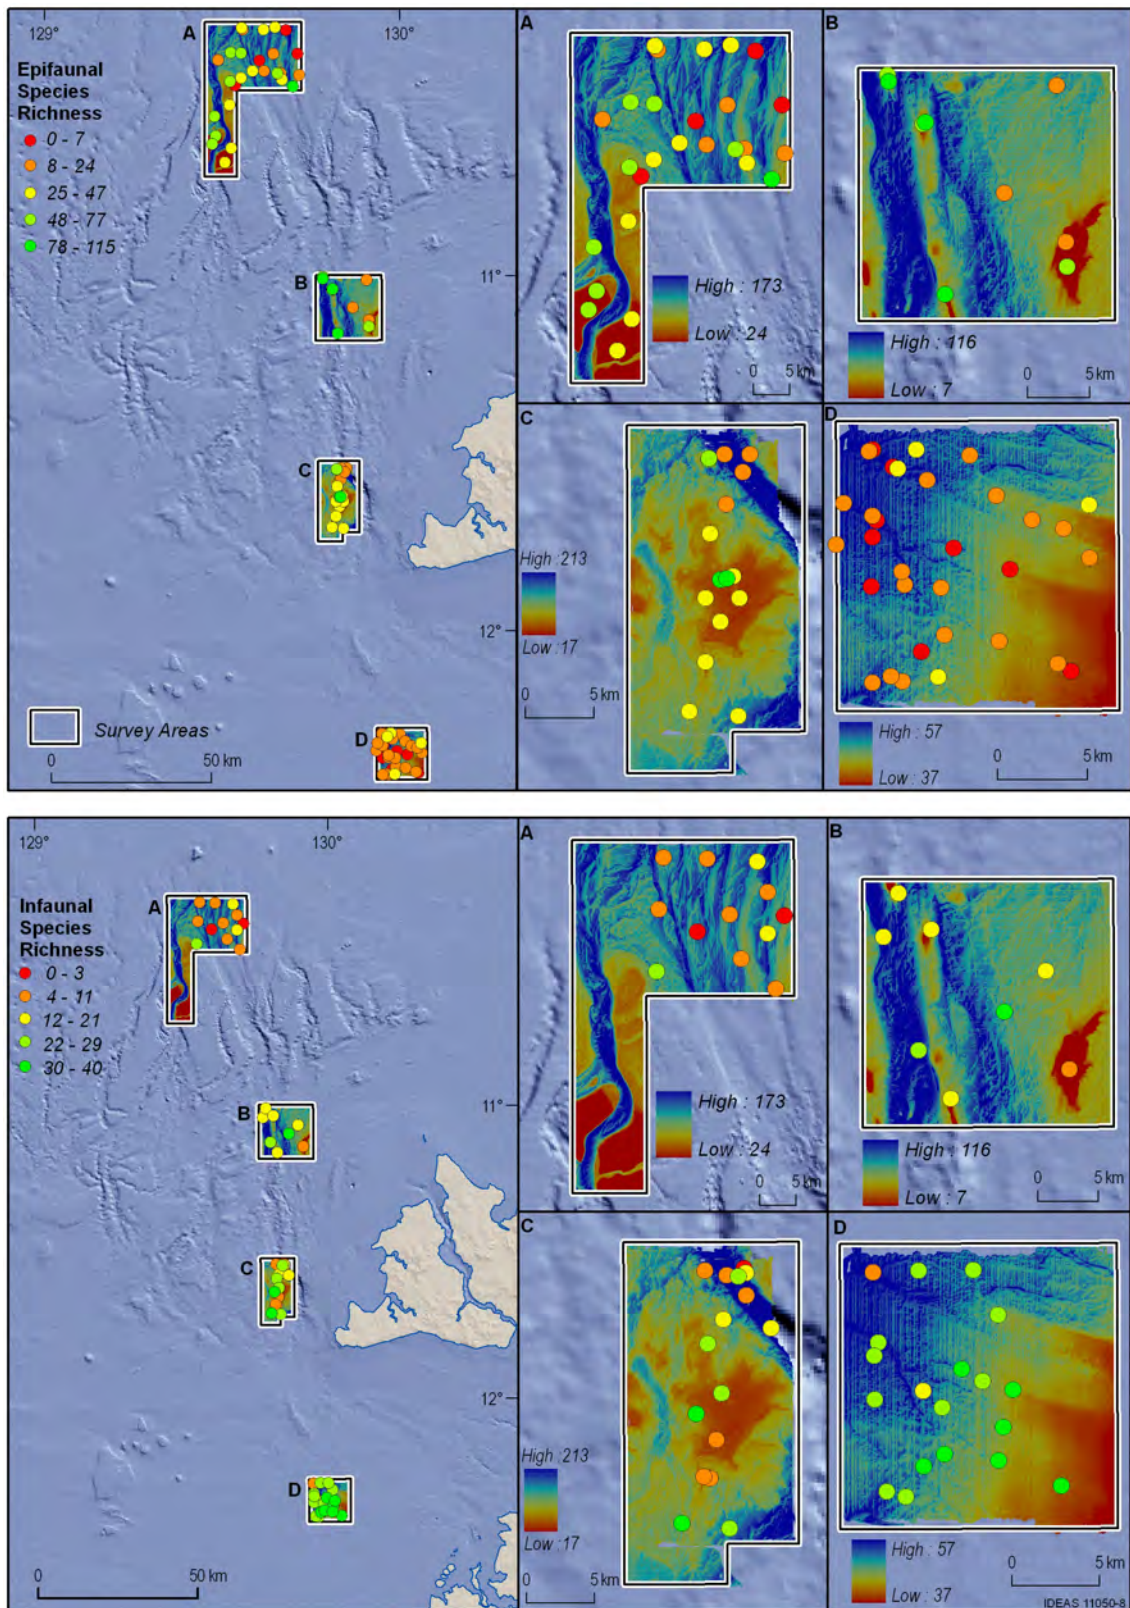 129°
130°
A
Epifaunal
Species
Richness
0 - 7
8 - 24
25 - 47
48 - 77
78 - 115
B
11°
C
12°
Survey Areas
0
50 km
D
A
High : 173
Low : 24
0
5 km
B
High : 116
Low : 7
0
5 km
C
High : 213
Low : 17
0
5 km
D
High : 57
Low : 37
0
5 km
129°
130°
A
Infaunal
Species
Richness
0 - 3
4 - 11
12 - 21
22 - 29
30 - 40
B
11°
C
12°
D
0
50 km
A
High : 173
Low : 24
0
5 km
B
High : 116
Low : 7
0
5 km
C
High : 213
Low : 17
0
5 km
D
High : 57
Low : 37
0
5 km
IDEAS 11050-8